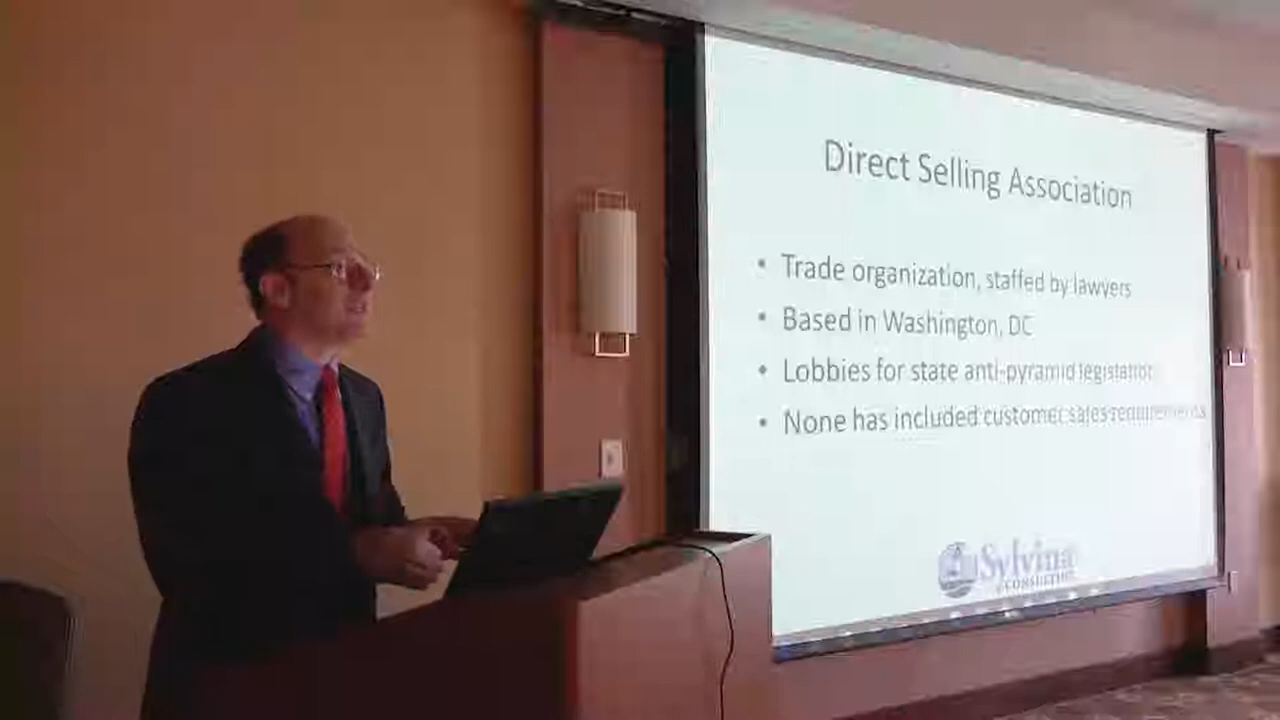 Direct Selling Association
• Trade organization, staffed by lawyers
• Based in Washington, DC
• Lobbies for state anti-pyramid legislation
• None has included customer sales requirements
Sylvina
CONSULTING